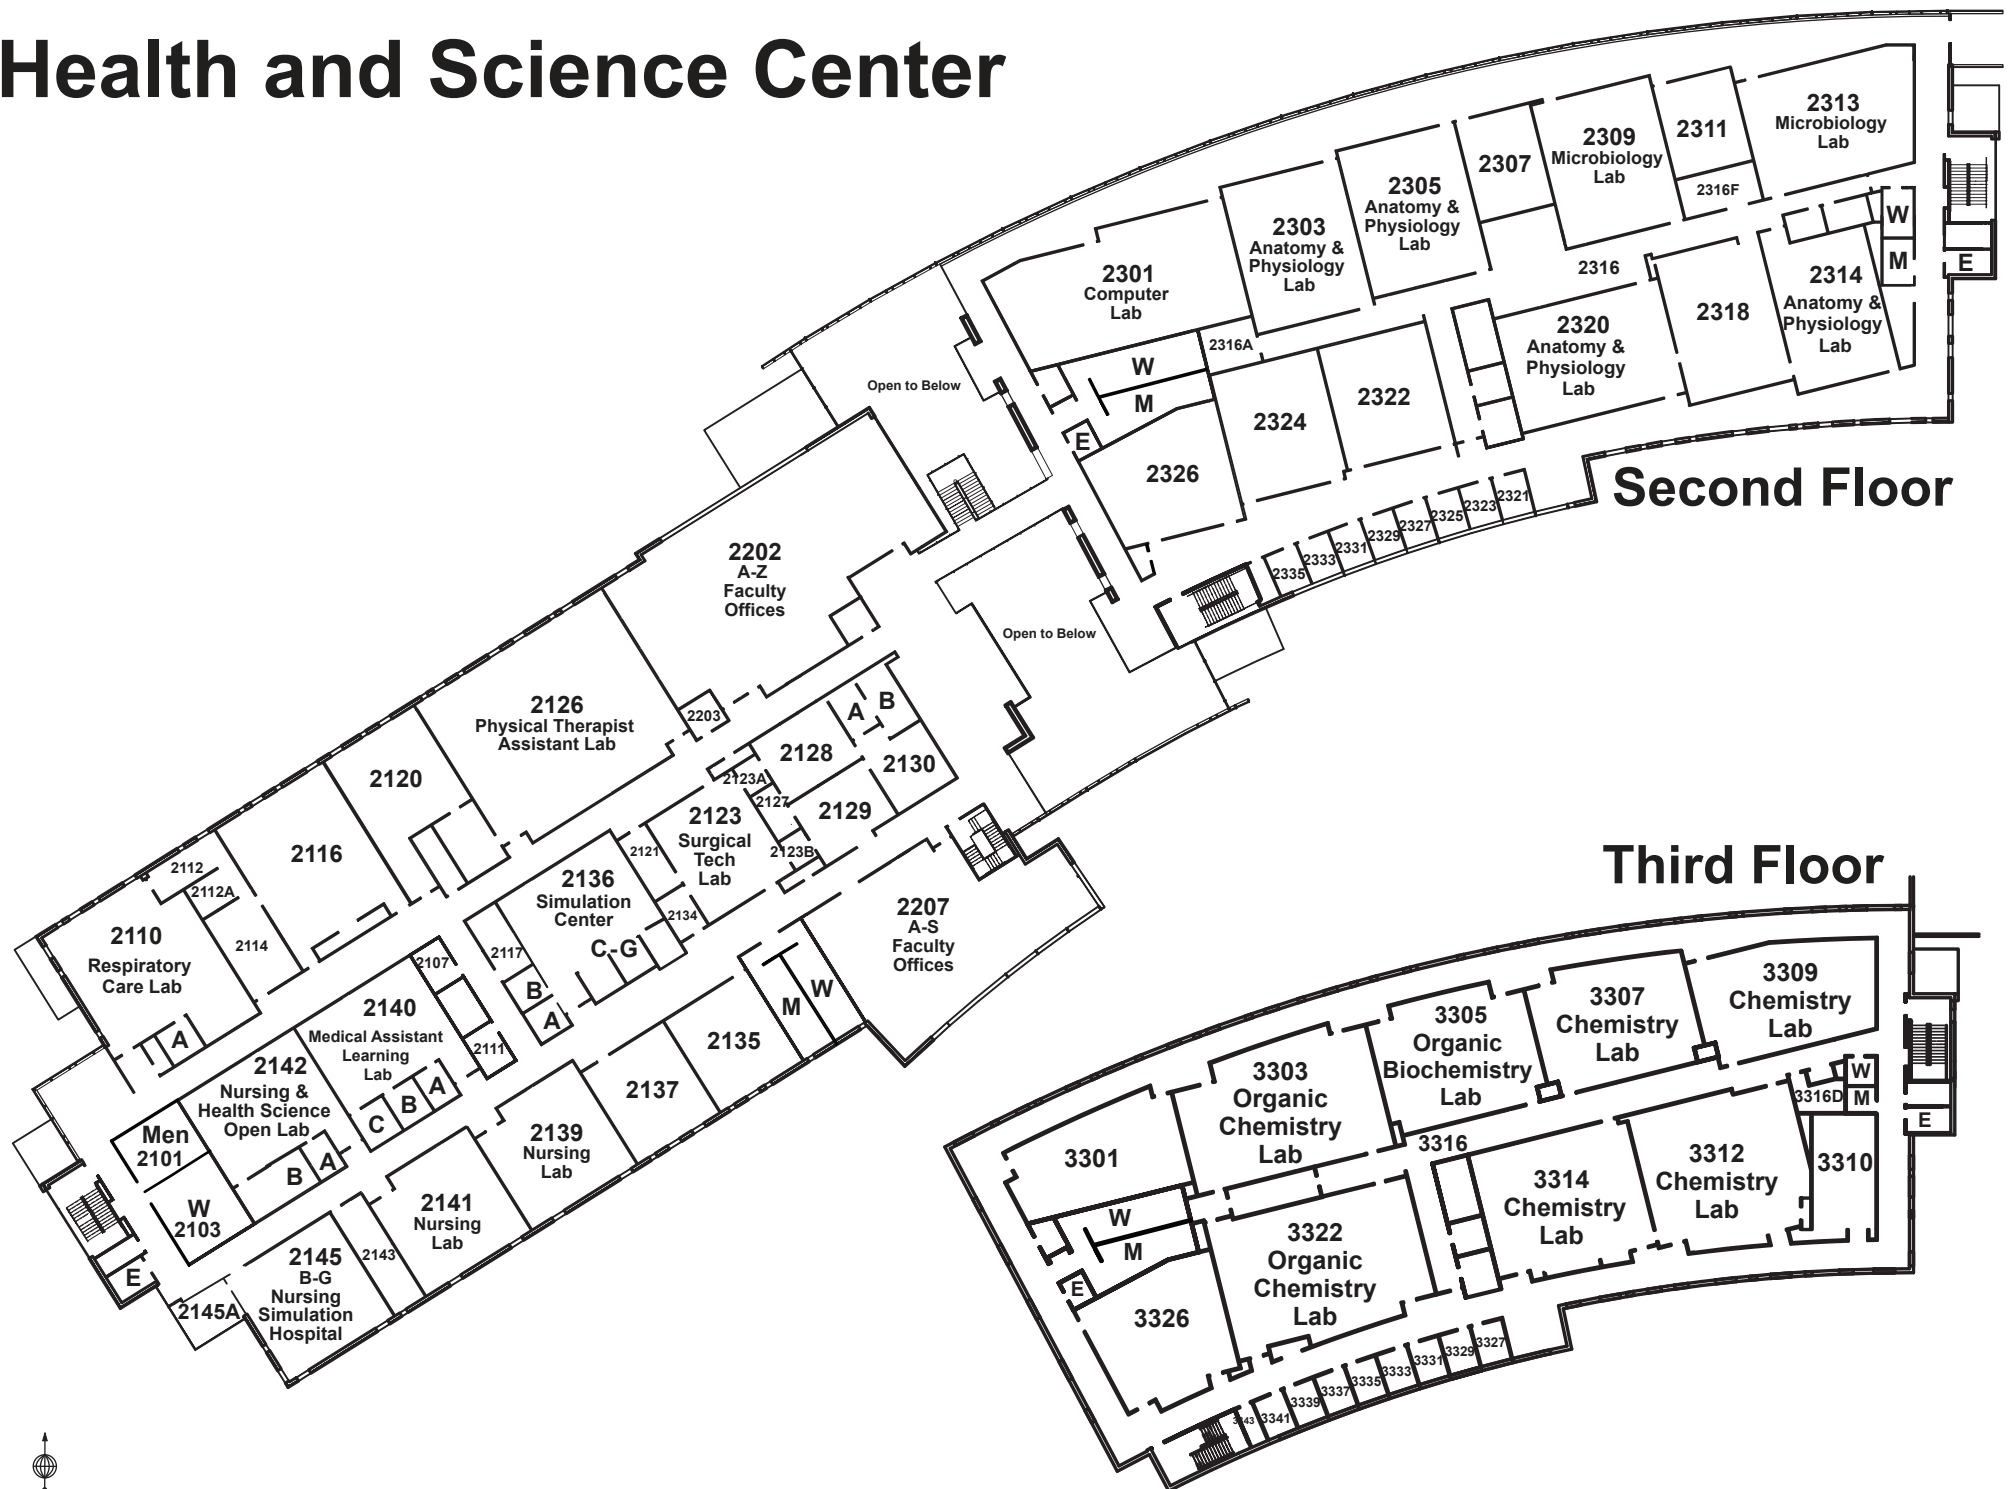 Health and Science Center
2313
Microbiology
Lab
2311
2309
Microbiology
Lab
2316F
2307
2305
Anatomy &
Physiology
Lab
2303
Anatomy &
Physiology
Lab
2301
Computer
Lab
W
M
E
2314
Anatomy &
Physiology
Lab
2316
2318
2320
Anatomy &
Physiology
Lab
2316A
W
M
E
2322
2324
2326
Open to Below
Second Floor
2321
2323
2325
2327
2329
2331
2333
2335
2202
A-Z
Faculty
Offices
Open to Below
2126
Physical Therapist
Assistant Lab
2203
A
B
2128
2130
2120
2123A
2127
2129
2123
Surgical
Tech
Lab
2123B
2121
2116
2112
2112A
2114
2110
Respiratory
Care Lab
A
2136
Simulation
Center
C-G
2134
2117
B
A
2207
A-S
Faculty
Offices
W
M
2135
2137
2107
2140
Medical Assistant
Learning
Lab
A
B
C
2111
2142
Nursing &
Health Science
Open Lab
A
B
Men
2101
W
2103
E
2139
Nursing
Lab
2141
Nursing
Lab
2143
2145
B-G
Nursing
Simulation
Hospital
2145A
Third Floor
3309
Chemistry
Lab
3307
Chemistry
Lab
3305
Organic
Biochemistry
Lab
3303
Organic
Chemistry
Lab
3301
W
M
E
3316D
3310
3312
Chemistry
Lab
3314
Chemistry
Lab
3316
3322
Organic
Chemistry
Lab
W
M
E
3326
3327
3329
3331
3333
3335
3337
3339
3341
3343